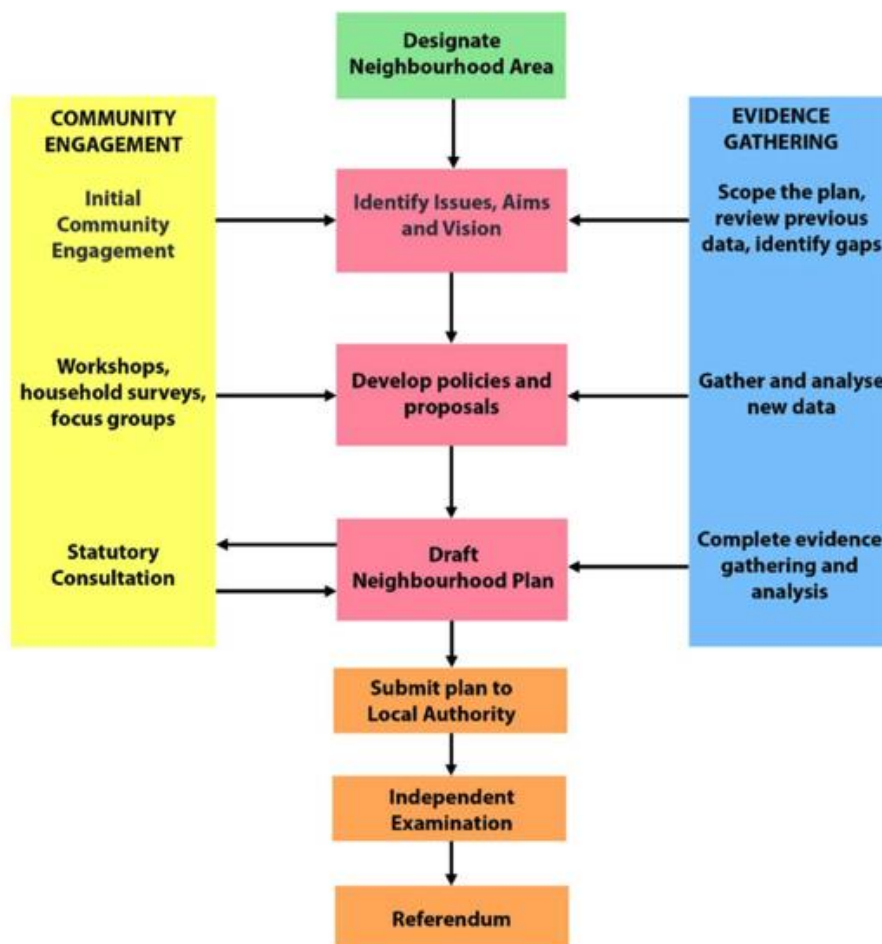 Designate
Neighbourhood Area
COMMUNITY
ENGAGEMENT
Initial
Community
Engagement
Workshops,
household surveys,
focus groups
Statutory
Consultation
Identify Issues, Aims
and Vision
Develop policies and
proposals
Draft
Neighbourhood Plan
EVIDENCE
GATHERING
Scope the plan,
review previous
data, identify gaps
Gather and analyse
new data
Complete evidence
gathering and
analysis
Submit plan to
Local Authority
Independent
Examination
Referendum